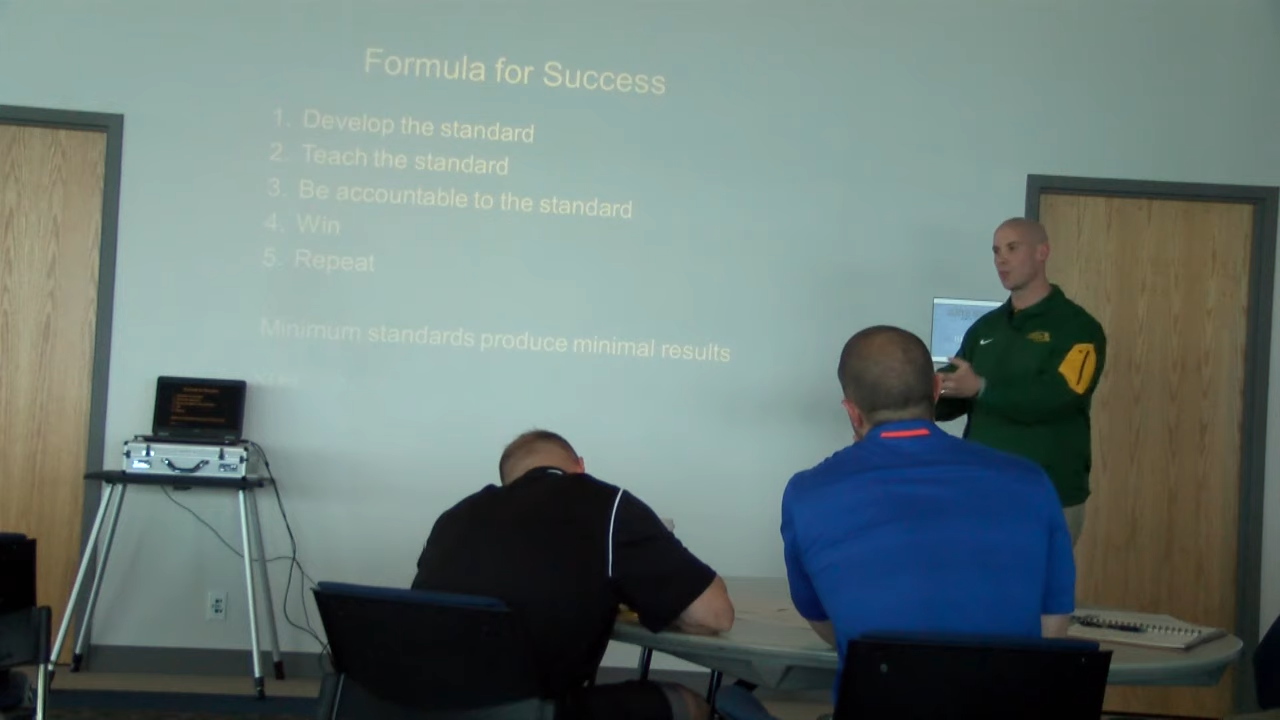 Formula for Success
1. Develop the standard
2. Teach the standard
3. Be accountable to the standard
4. Win
5. Repeat
Minimum standards produce minimal results